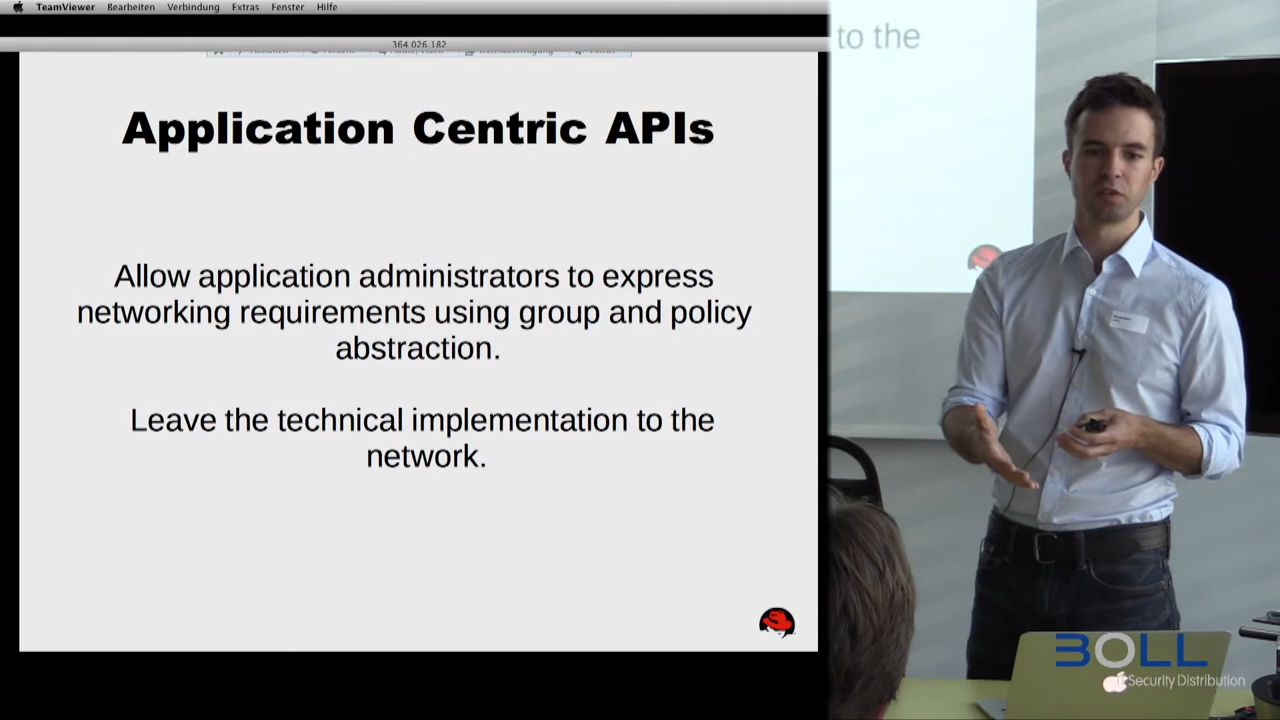 TeamViewer Bearbeiten Verbindung Extras Fenster Hilfe
364 026 182
Application Centric APIs
Allow application administrators to express
networking requirements using group and policy
abstraction.
Leave the technical implementation to the
network.
to the
BOLL
IT Security Distribution